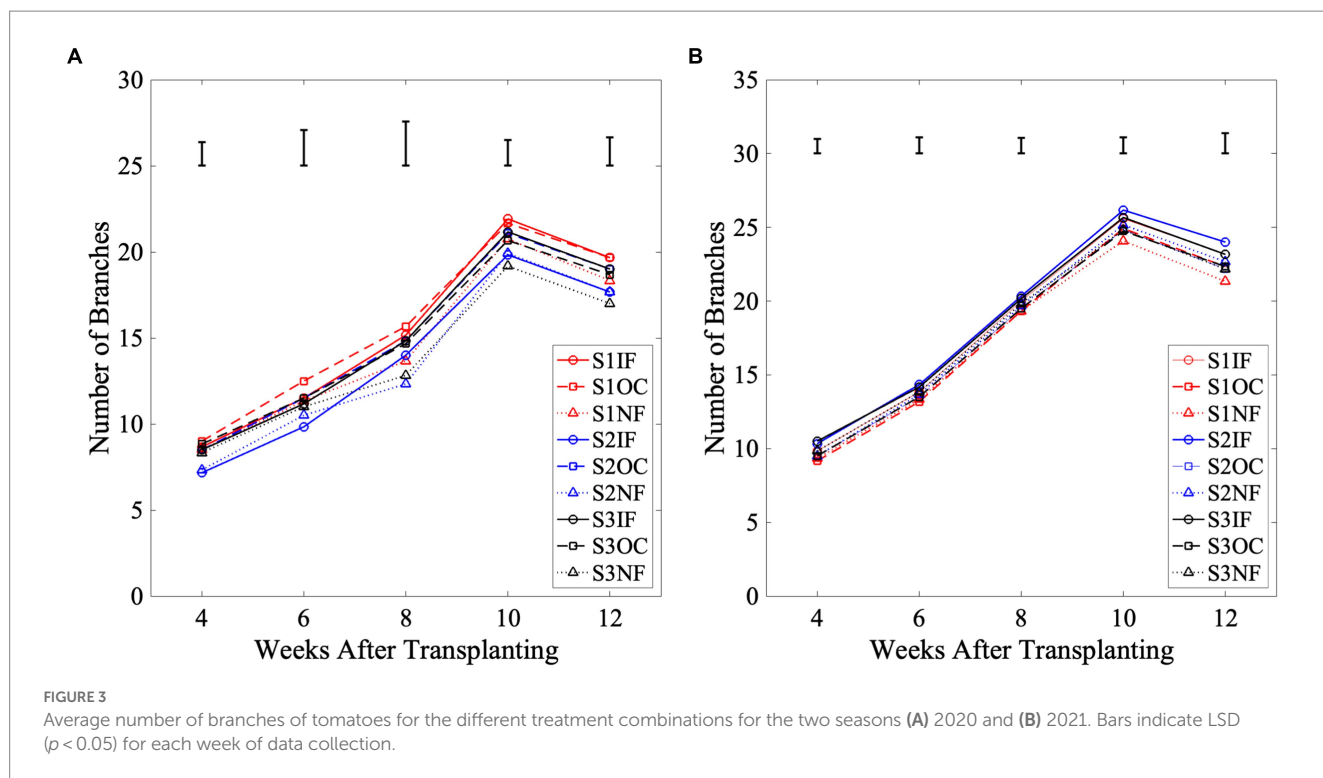 A
30
25
20
15
10
5
0
Number of Branches
4 6 8 10 12
Weeks After Transplanting
S1IF
S1OC
S1NF
S2IF
S2OC
S2NF
S3IF
S3OC
S3NF
B
35
30
25
20
15
10
5
0
Number of Branches
4 6 8 10 12
Weeks After Transplanting
S1IF
S1OC
S1NF
S2IF
S2OC
S2NF
S3IF
S3OC
S3NF
FIGURE 3
Average number of branches of tomatoes for the different treatment combinations for the two seasons (A) 2020 and (B) 2021. Bars indicate LSD
(p < 0.05) for each week of data collection.